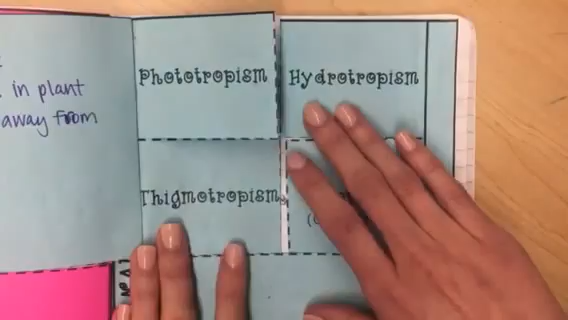 in plant
away from
Phototropism
Hydrotropism
Thigmotropism